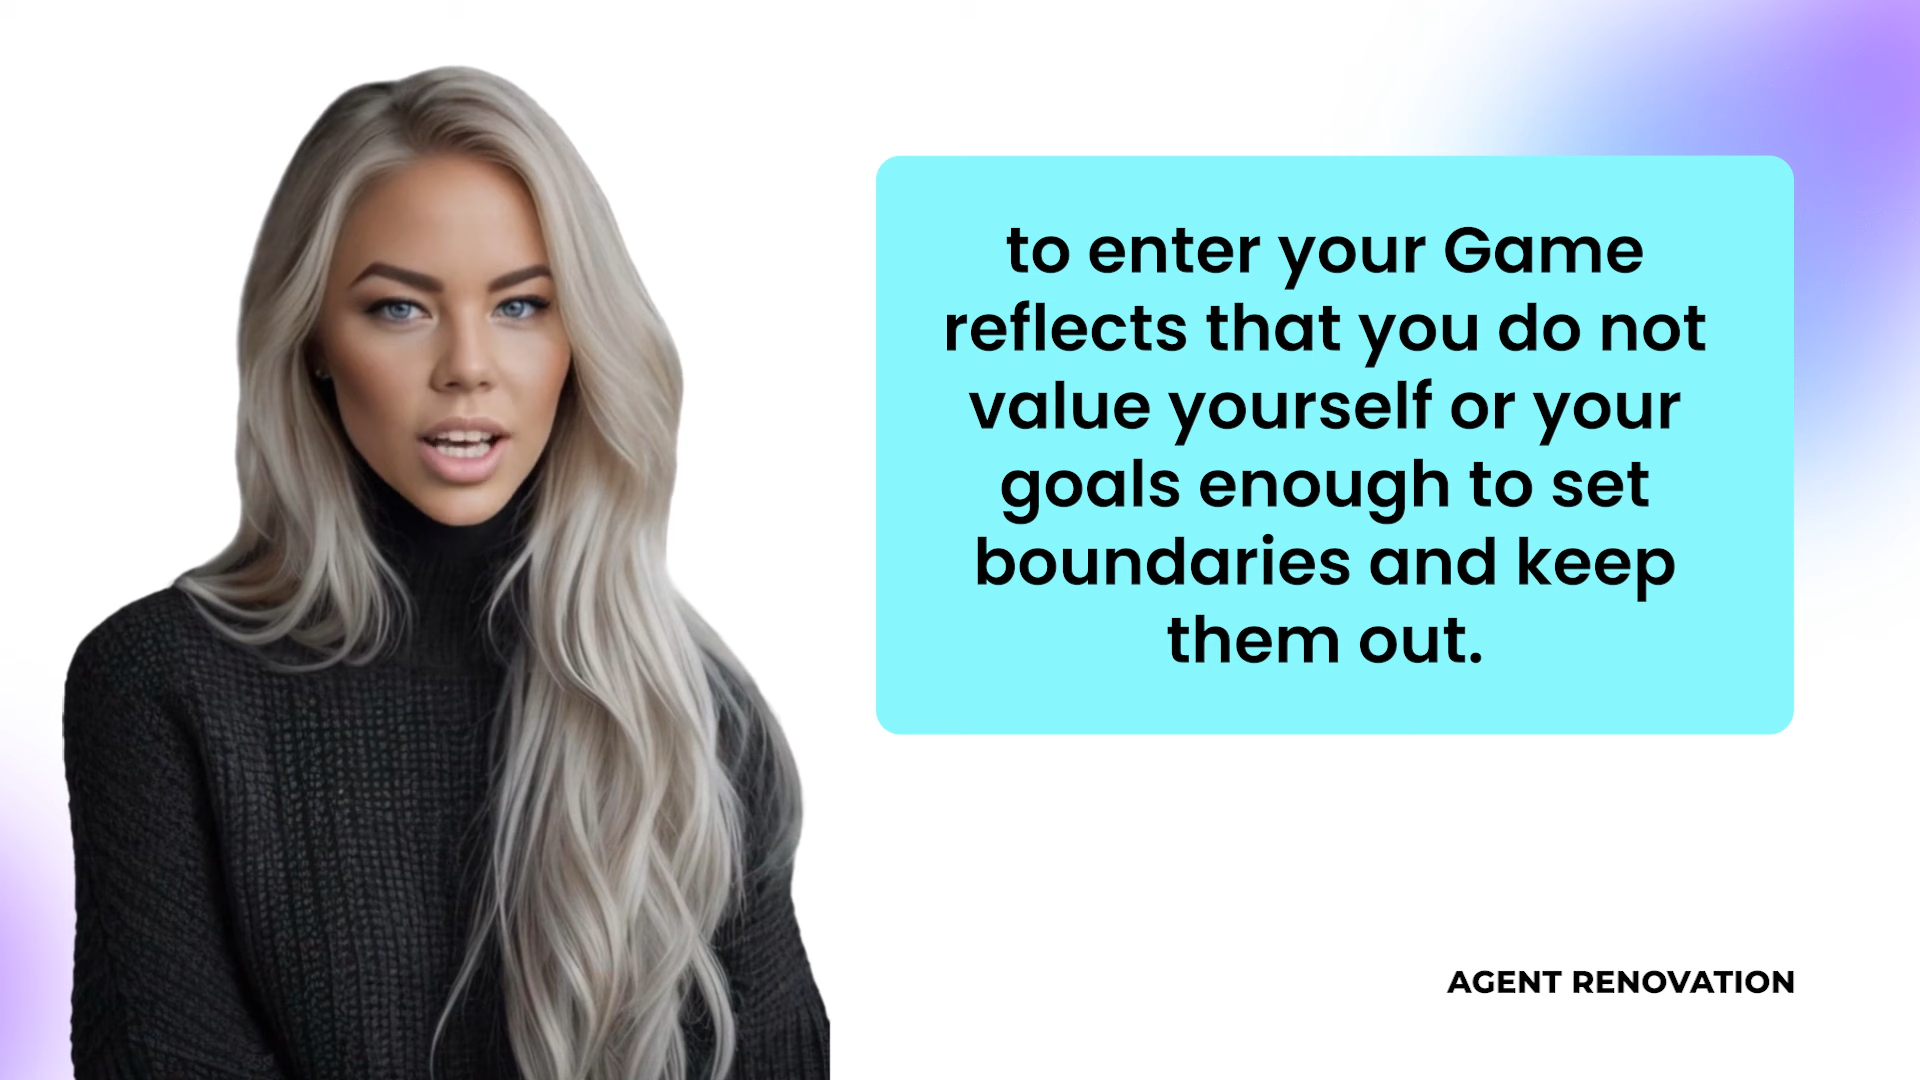 to enter your Game
reflects that you do not
value yourself or your
goals enough to set
boundaries and keep
them out.
AGENT RENOVATION